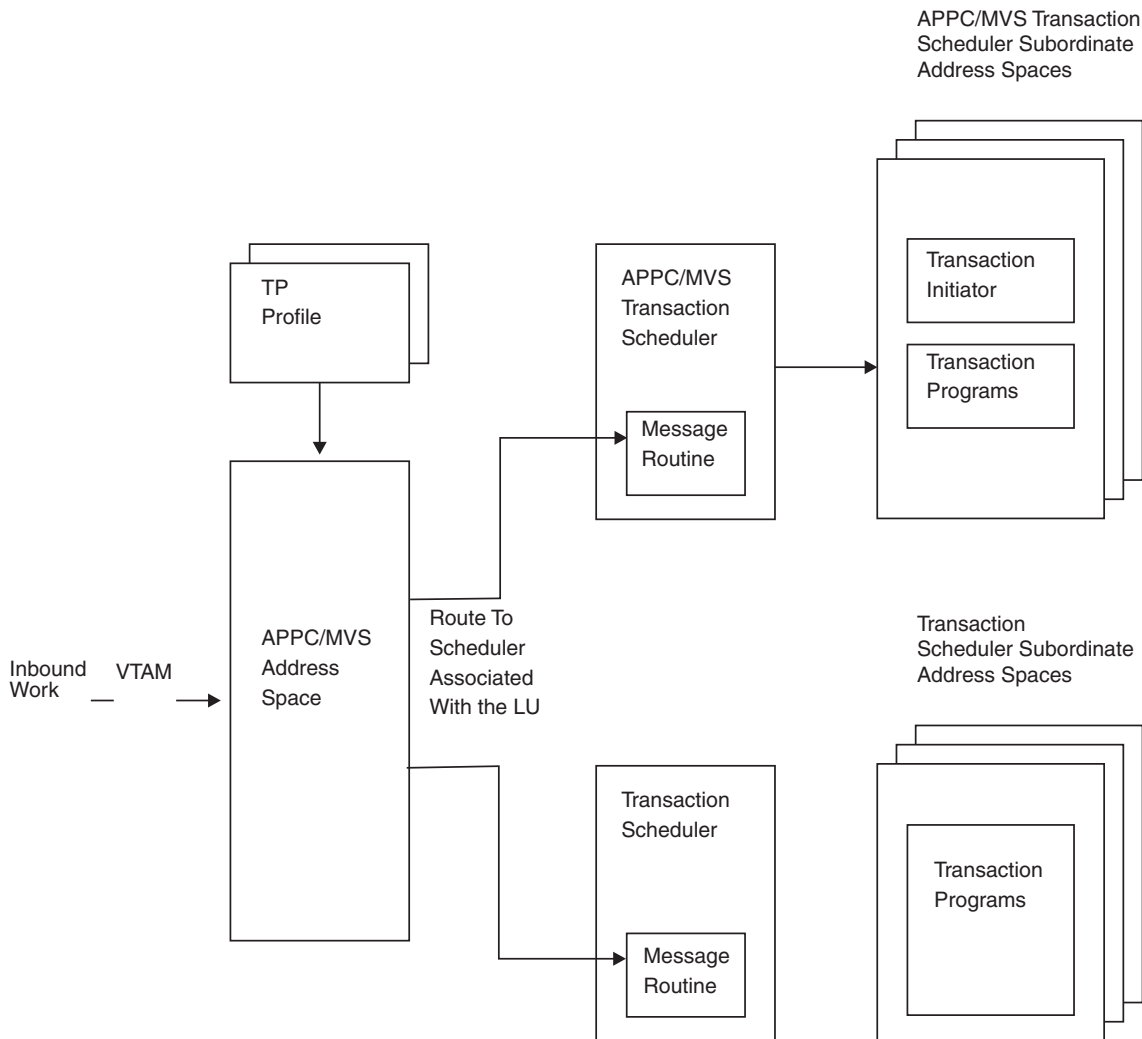 APPC/MVS Transaction
Scheduler Subordinate
Address Spaces
TP
Profile
APPC/MVS
Transaction
Scheduler
Message
Routine
Transaction
Initiator
Transaction
Programs
Inbound
Work
VTAM
APPC/MVS
Address
Space
Route To
Scheduler
Associated
With the LU
Transaction
Scheduler Subordinate
Address Spaces
Transaction
Scheduler
Message
Routine
Transaction
Programs